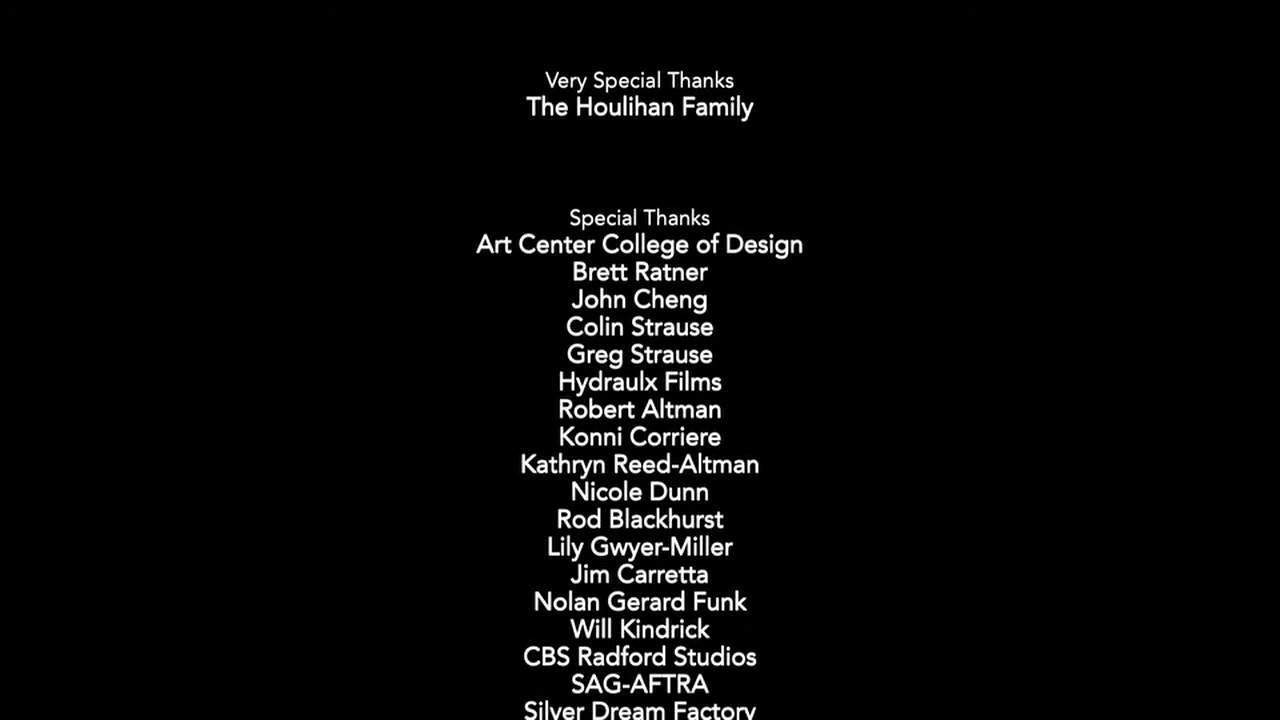 Very Special Thanks
The Houlihan Family
Special Thanks
Art Center College of Design
Brett Ratner
John Cheng
Colin Strause
Greg Strause
Hydraulx Films
Robert Altman
Konni Corriere
Kathryn Reed-Altman
Nicole Dunn
Rod Blackhurst
Lily Gwyer-Miller
Jim Carretta
Nolan Gerard Funk
Will Kindrick
CBS Radford Studios
SAG-AFTRA
Silver Dream Factory